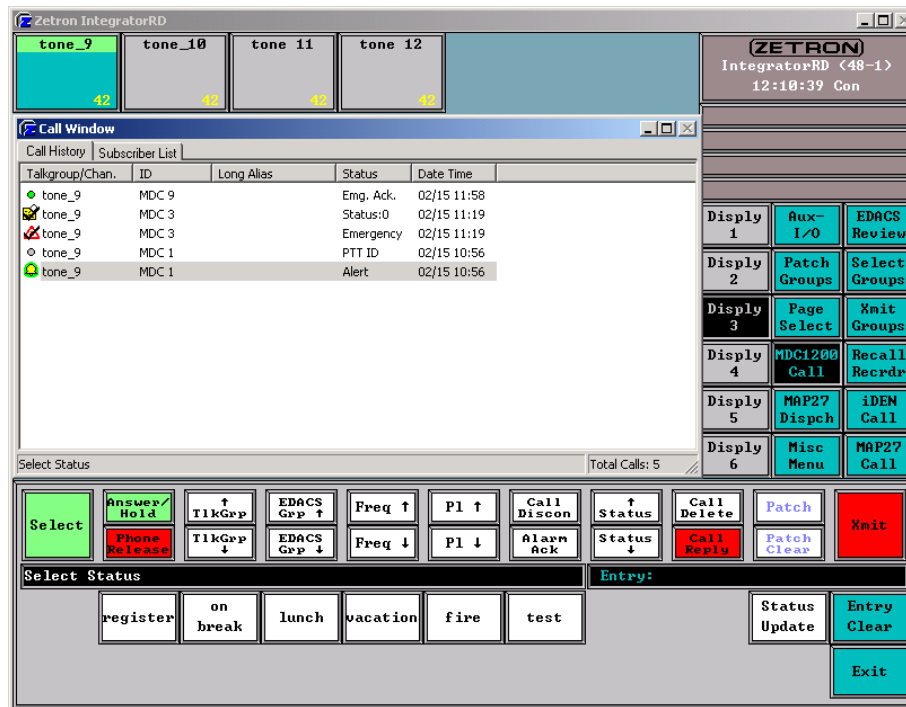 Zetron IntegratorRD
tone_9 tone_10 tone 11 tone 12
42 42 42 42
ZETRON
IntegratorRD (48-1)
12:10:39 Con
Call Window
Call History Subscriber List
Talkgroup/Chan. ID Long Alias Status Date Time
tone_9 MDC 9 Emg. Ack. 02/15 11:58
tone_9 MDC 3 Status:0 02/15 11:19
tone_9 MDC 3 Emergency 02/15 11:19
tone_9 MDC 1 PTT ID 02/15 10:56
tone_9 MDC 1 Alert 02/15 10:56
Select Status Total Calls: 5
Disply Aux- EDACS
1 I/O Review
Disply Patch Select
2 Groups Groups
Disply Page Xmit
3 Select Groups
Disply MDC1200 Recall
4 Call Recrdr
Disply MAP27 iDEN
5 Dispch Call
Disply Misc MAP27
6 Menu Call
Select
Answer/ Hold
Phone Release
↑ TlkGrp
TlkGrp ↓
EDACS Grp ↑
EDACS Grp ↓
Freq ↑
Freq ↓
Pl ↑
Pl ↓
Call Discon
Alarm Ack
↑ Status
Status ↓
Call Delete
Call Reply
Patch
Patch Clear
Xmit
Select Status Entry:
register
on break
lunch
vacation
fire
test
Status Update
Entry Clear
Exit